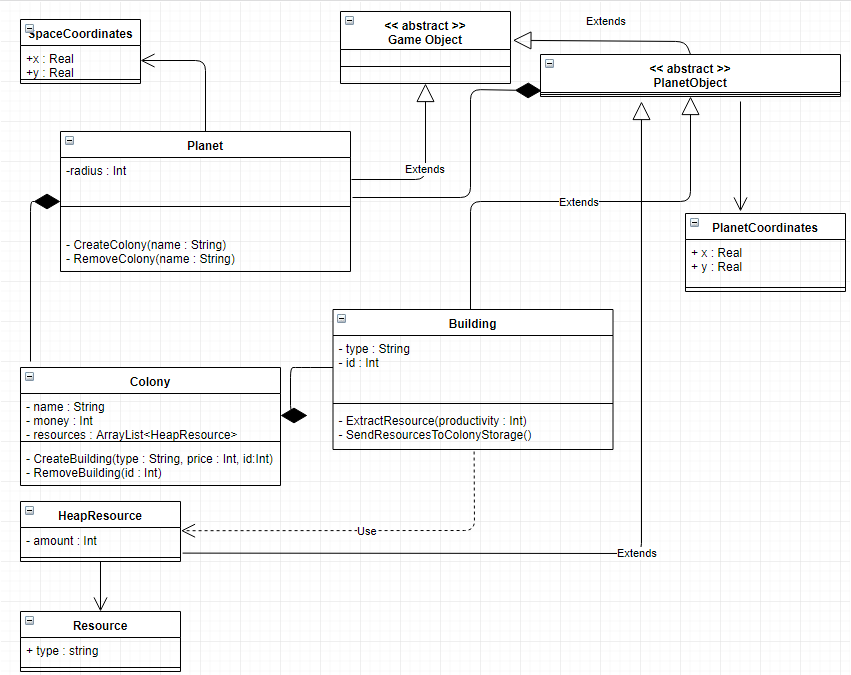 SpaceCoordinates
+x : Real
+y : Real
<< abstract >>
Game Object
Extends
<< abstract >>
PlanetObject
Planet
-radius : Int
- CreateColony(name : String)
- RemoveColony(name : String)
Extends
Extends
PlanetCoordinates
+ x : Real
+ y : Real
Building
- type : String
- id : Int
- ExtractResource(productivity : Int)
- SendResourcesToColonyStorage()
Colony
- name : String
- money : Int
- resources : ArrayList<HeapResource>
- CreateBuilding(type : String, price : Int, id:Int)
- RemoveBuilding(id : Int)
HeapResource
- amount : Int
Use
Extends
Resource
+ type : string